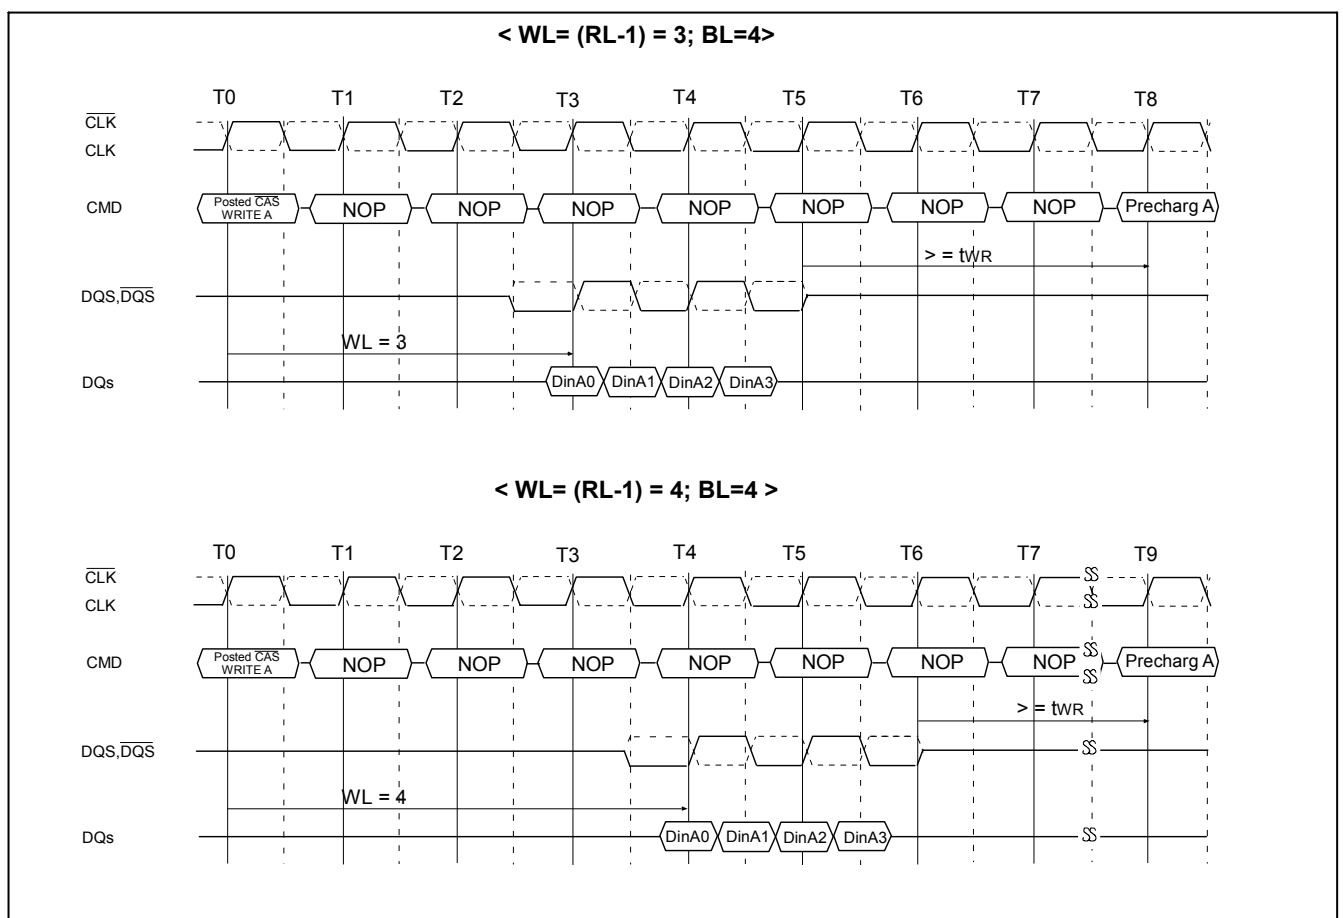 < WL= (RL-1) = 3; BL=4>
T0 T1 T2 T3 T4 T5 T6 T7 T8
CLK
CLK
CMD Posted CAS WRITE A NOP NOP NOP NOP NOP NOP NOP Precharg A
> = tWR
DQS,DQS
WL = 3
DQs DinA0 DinA1 DinA2 DinA3
< WL= (RL-1) = 4; BL=4 >
T0 T1 T2 T3 T4 T5 T6 T7 T9
CLK
CLK
CMD Posted CAS WRITE A NOP NOP NOP NOP NOP NOP NOP Precharg A
> = tWR
DQS,DQS
WL = 4
DQs DinA0 DinA1 DinA2 DinA3